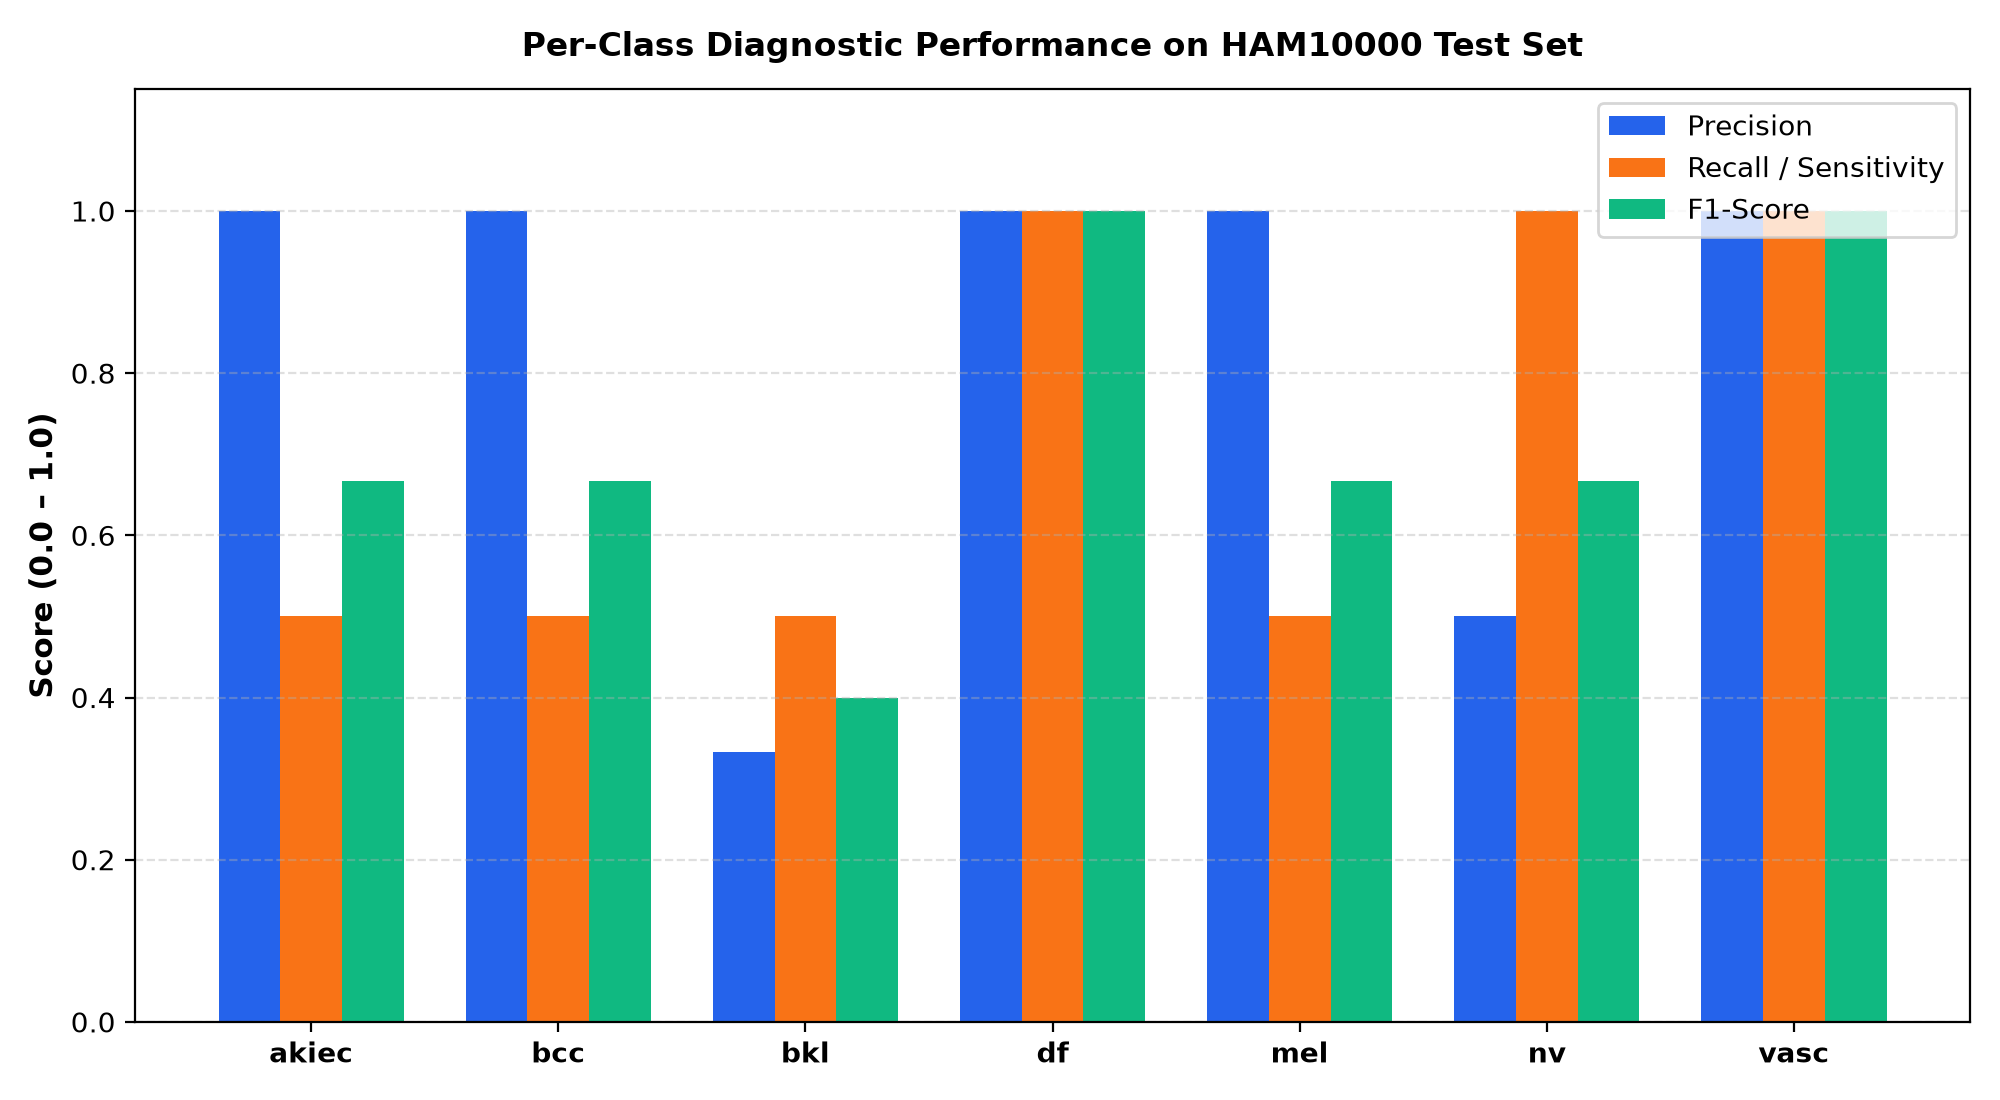 Per-Class Diagnostic Performance on HAM10000 Test Set
Precision
Recall / Sensitivity
F1-Score
Score (0.0 – 1.0)
1.0
0.8
0.6
0.4
0.2
0.0
akiec bcc bkl df mel nv vasc